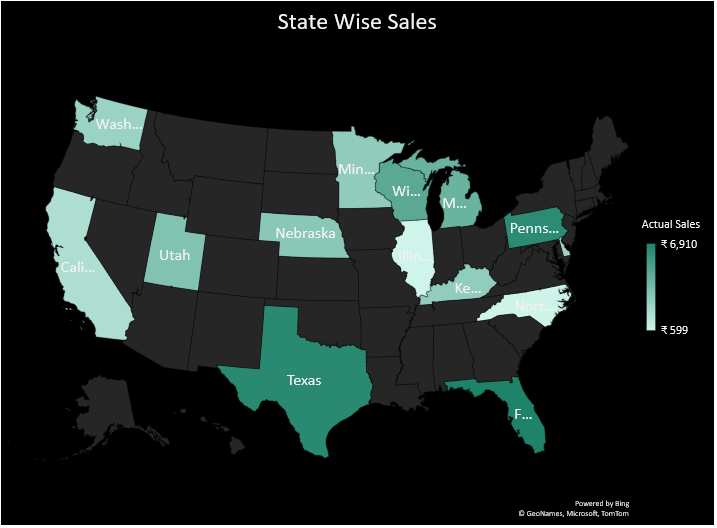 State Wise Sales
Wash...
Min...
Wi...
M...
Penns...
Nebraska
Utah
Cali...
Illin...
Ke...
Nort...
Texas
F...
Actual Sales
₹ 6,910
₹ 599
Powered by Bing
© GeoNames, Microsoft, TomTom